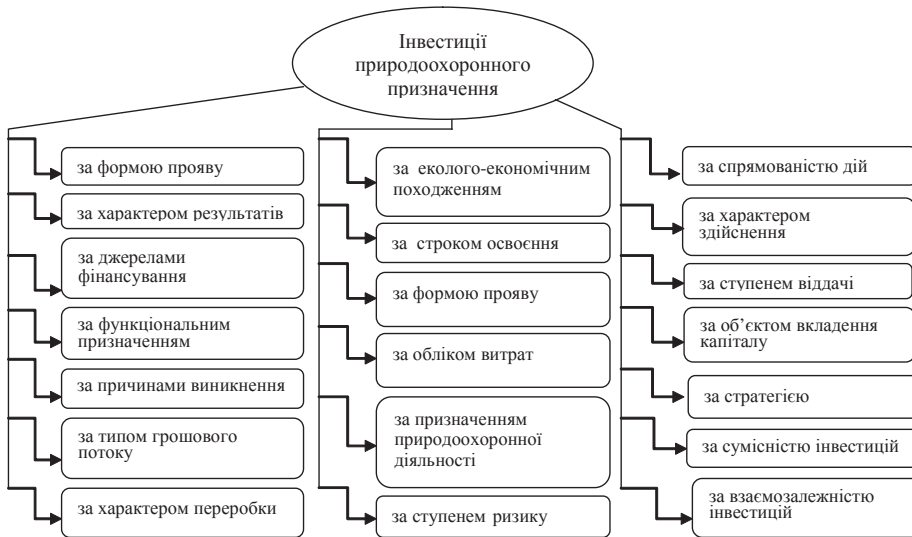 Інвестиції
природоохоронного
призначення
за формою прояву
за характером результатів
за джерелами
фінансування
за функціональним
призначенням
за причинами виникнення
за типом грошового
потоку
за характером переробки
за еколого-економічним
походженням
за строком освоєння
за формою прояву
за обліком витрат
за призначенням
природоохоронної
діяльності
за ступенем ризику
за спрямованістю дій
за характером
здійснення
за ступенем віддачі
за об’єктом вкладення
капіталу
за стратегією
за сумісністю інвестицій
за взаємозалежністю
інвестицій